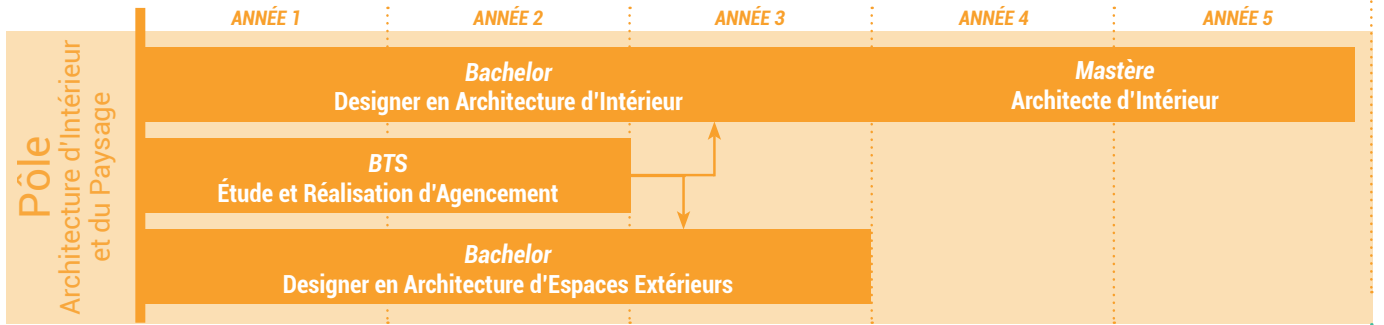 ANNÉE 1
ANNÉE 2
ANNÉE 3
ANNÉE 4
ANNÉE 5
Pôle
Architecture d'Intérieur
et du Paysage
Bachelor
Designer en Architecture d'Intérieur
Mastère
Architecte d'Intérieur
BTS
Étude et Réalisation d'Agencement
Bachelor
Designer en Architecture d'Espaces Extérieurs